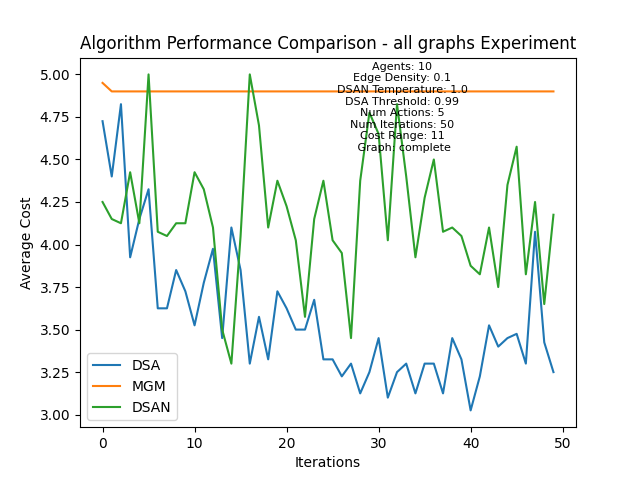 Algorithm Performance Comparison - all graphs Experiment
Agents: 10
Edge Density: 0.1
DSAN Temperature: 1.0
DSA Threshold: 0.99
Num Actions: 5
Num Iterations: 50
Cost Range: 11
Graph: complete
Average Cost
5.00
4.75
4.50
4.25
4.00
3.75
3.50
3.25
3.00
DSA
MGM
DSAN
0
10
20
30
40
50
Iterations